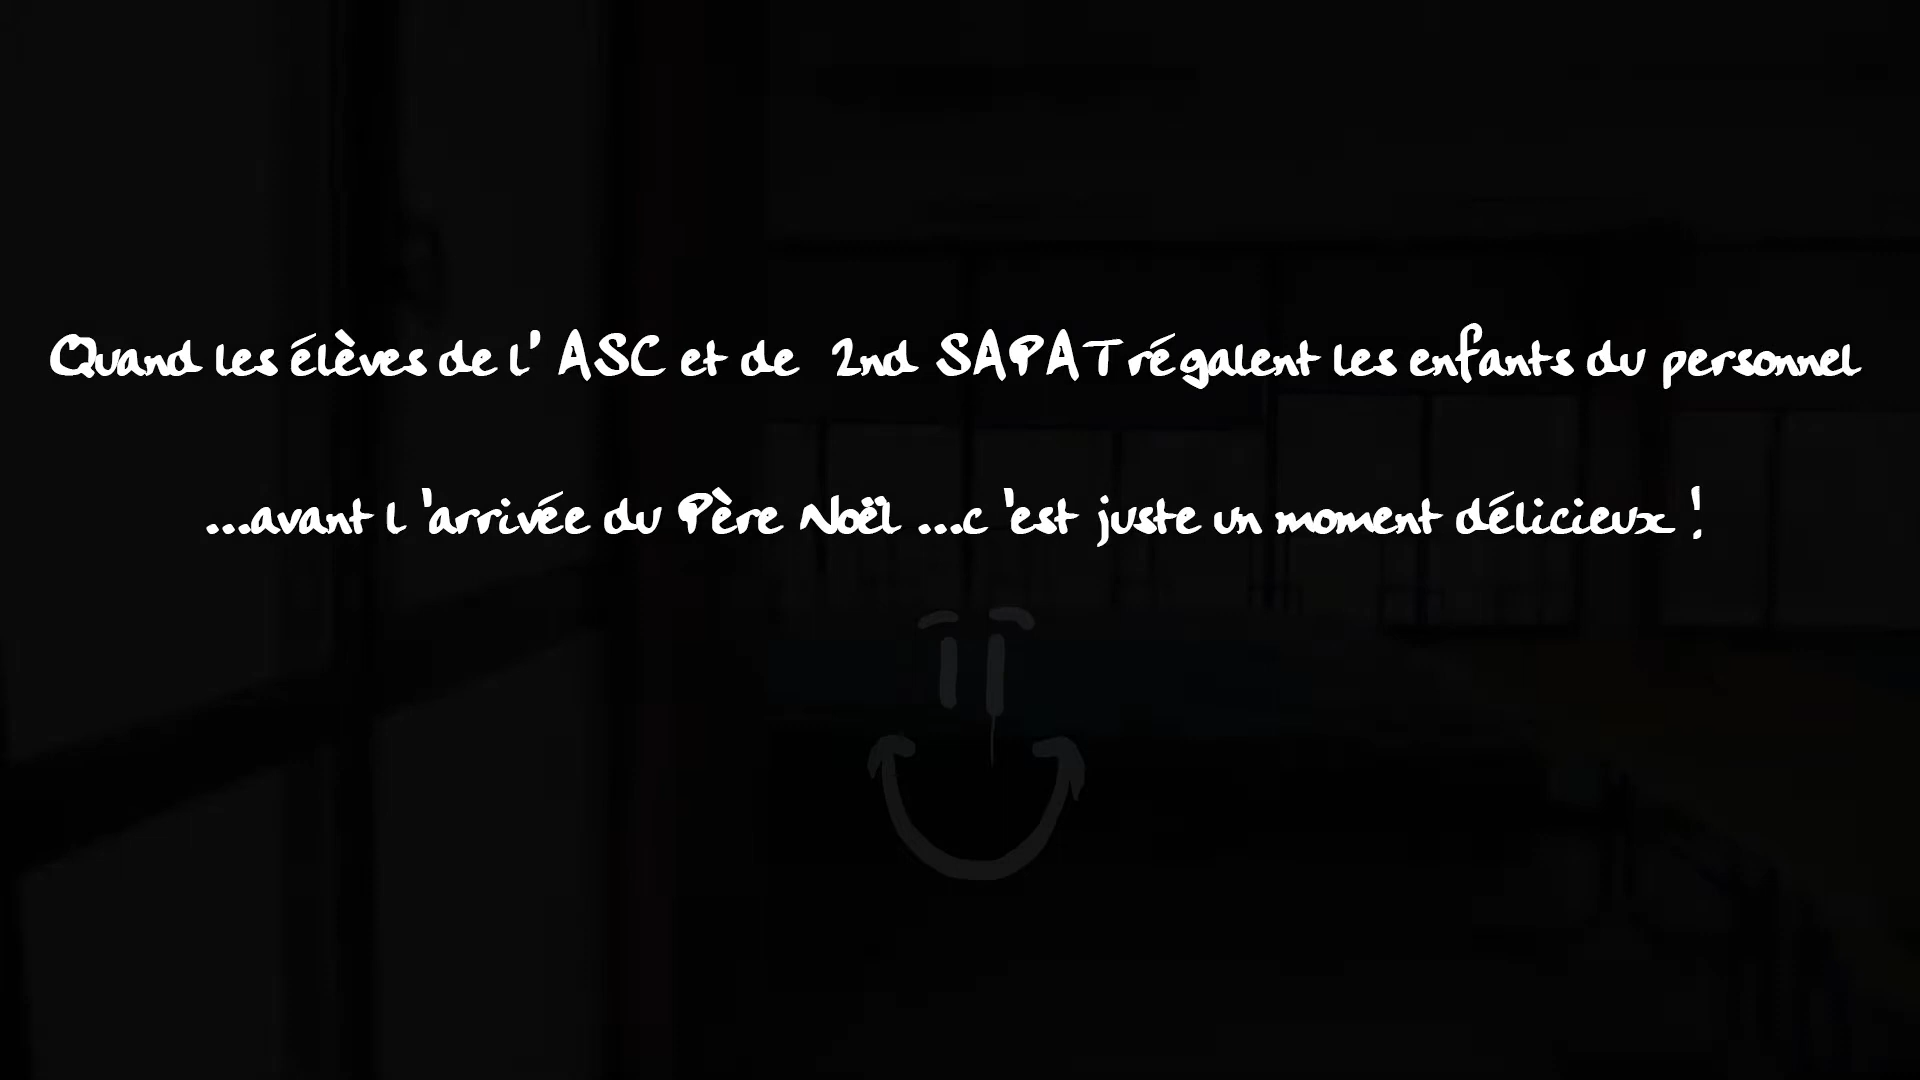 Quand les élèves de l' ASC et de 2nd SAPAT régalent les enfants du personnel
...avant l 'arrivée du Père Noël ...c 'est juste un moment délicieux !